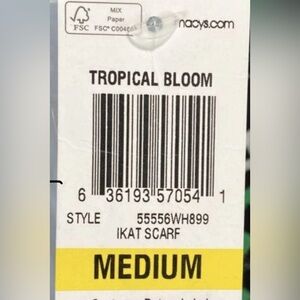 MIX
Paper
FSC
macys.com
TROPICAL BLOOM
6 36193 57054 1
STYLE 55556WH899
IKAT SCARF
MEDIUM